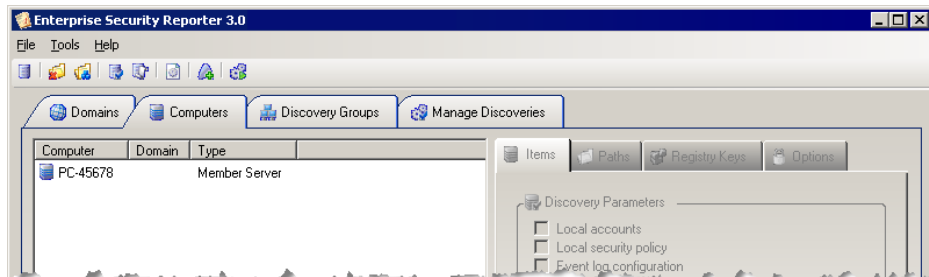 Enterprise Security Reporter 3.0
File Tools Help
Domains Computers Discovery Groups Manage Discoveries
Computer Domain Type
PC-45678 Member Server
Items Paths Registry Keys Options
Discovery Parameters
Local accounts
Local security policy
Event log configuration